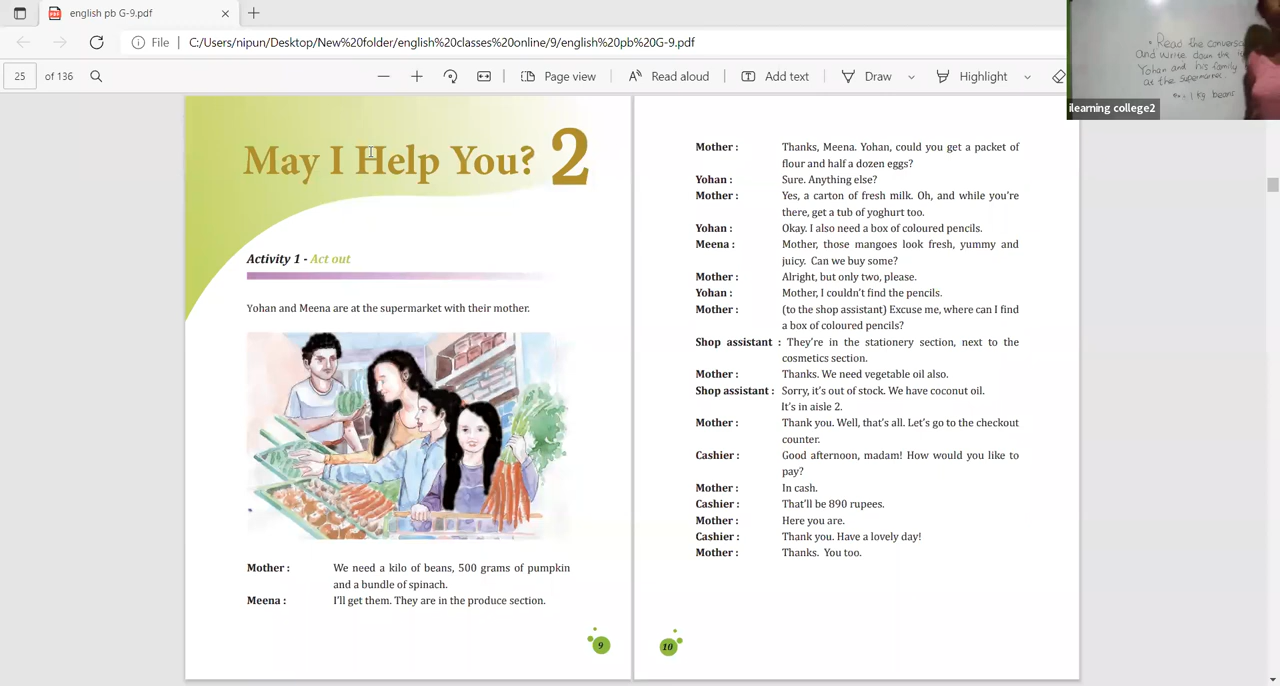 english pb G-9.pdf
File
C:/Users/nipun/Desktop/New%20folder/english%20classes%20online/9/english%20pb%20G-9.pdf
25 of 136
Page view
Read aloud
Add text
Draw
Highlight
Read the conversa
and write down the
Yohan and his family
at the supermarket.
1 kg beans
ilearning college2
May I Help You? 2
Activity 1 - Act out
Yohan and Meena are at the supermarket with their mother.
Mother : We need a kilo of beans, 500 grams of pumpkin
and a bundle of spinach.
Meena : I'll get them. They are in the produce section.
9
Mother : Thanks, Meena. Yohan, could you get a packet of
flour and half a dozen eggs?
Yohan : Sure. Anything else?
Mother : Yes, a carton of fresh milk. Oh, and while you're
there, get a tub of yoghurt too.
Yohan : Okay. I also need a box of coloured pencils.
Meena : Mother, those mangoes look fresh, yummy and
juicy. Can we buy some?
Mother : Alright, but only two, please.
Yohan : Mother, I couldn't find the pencils.
Mother : (to the shop assistant) Excuse me, where can I find
a box of coloured pencils?
Shop assistant : They're in the stationery section, next to the
cosmetics section.
Mother : Thanks. We need vegetable oil also.
Shop assistant : Sorry, it's out of stock. We have coconut oil.
It's in aisle 2.
Mother : Thank you. Well, that's all. Let's go to the checkout
counter.
Cashier : Good afternoon, madam! How would you like to
pay?
Mother : In cash.
Cashier : That'll be 890 rupees.
Mother : Here you are.
Cashier : Thank you. Have a lovely day!
Mother : Thanks. You too.
10